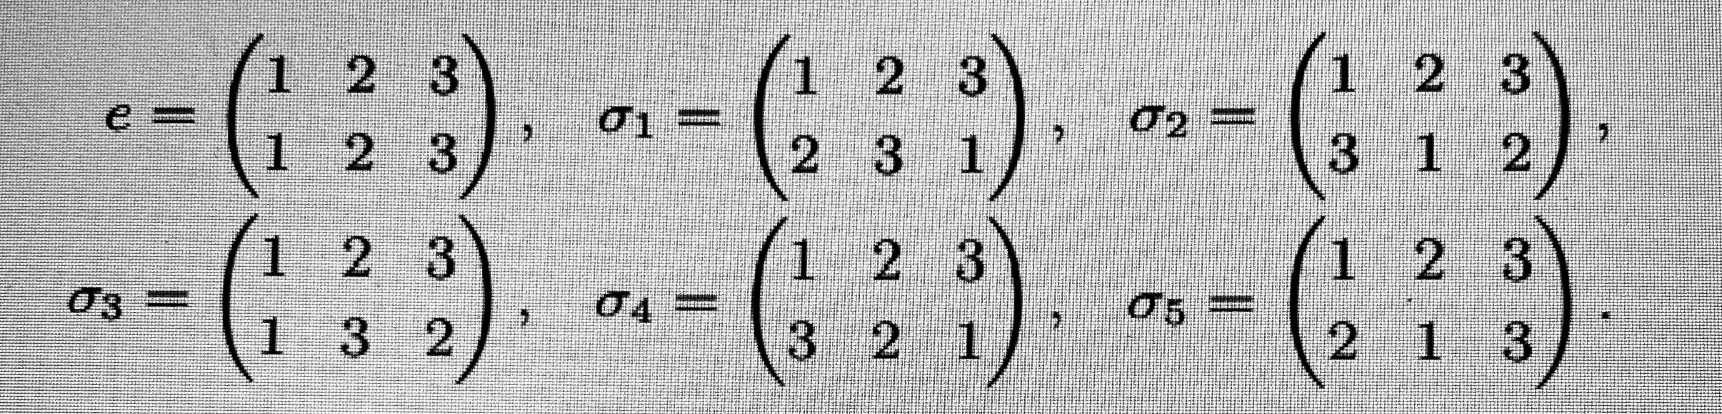 e = (1 2 3 / 1 2 3), σ₁ = (1 2 3 / 2 3 1), σ₂ = (1 2 3 / 3 1 2),
σ₃ = (1 2 3 / 1 3 2), σ₄ = (1 2 3 / 3 2 1), σ₅ = (1 2 3 / 2 1 3).